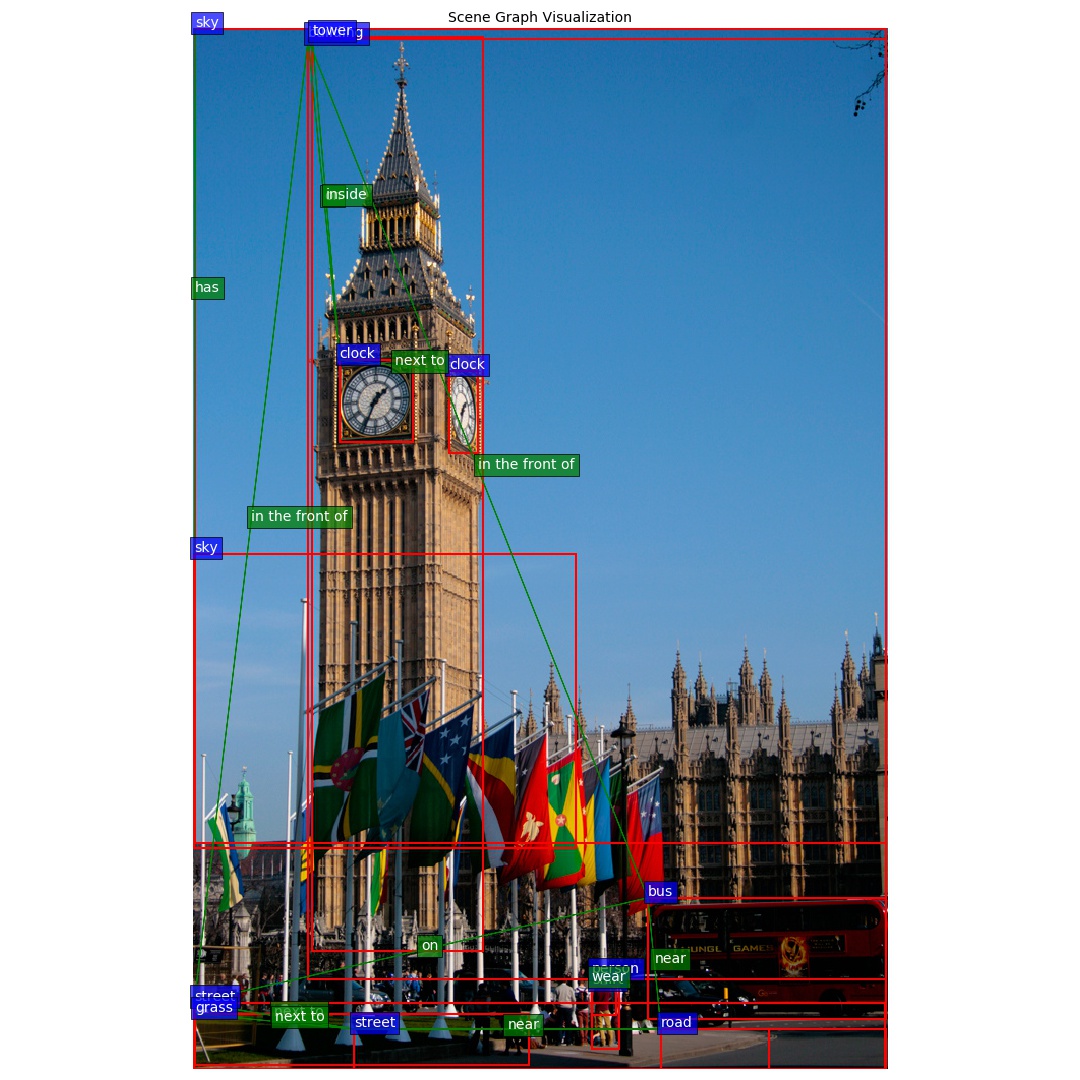 Scene Graph Visualization
sky
tower
inside
has
clock
next to
clock
in the front of
in the front of
sky
bus
on
near
person
wear
street
grass
next to
street
near
road
GAMES